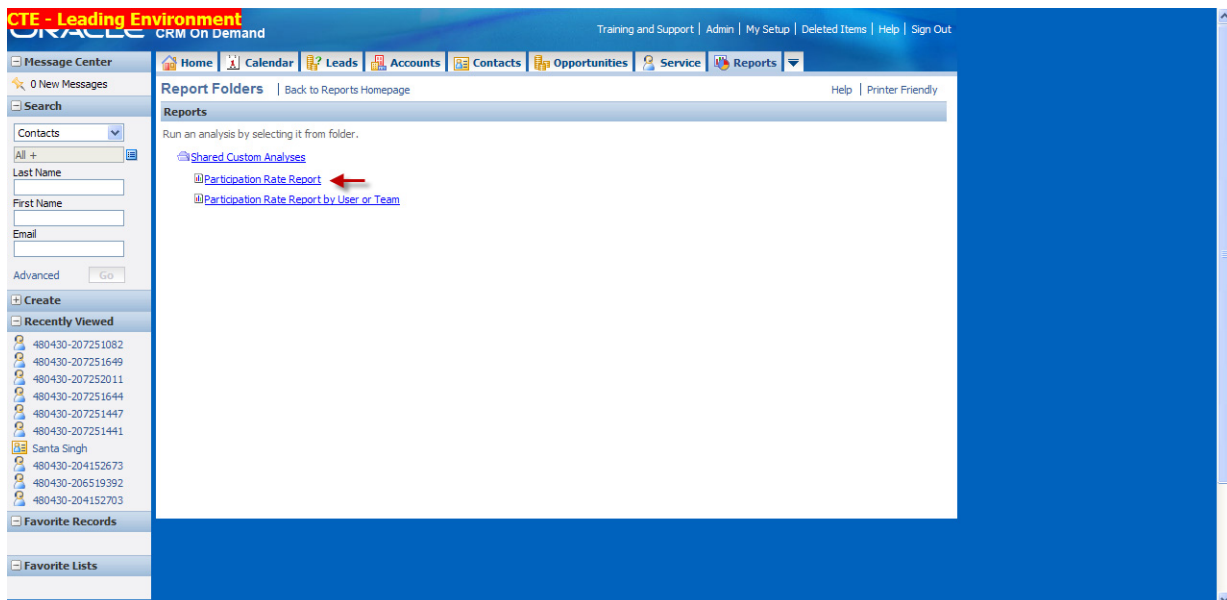 CTE - Leading Environment
ORACLE
CRM On Demand
Training and Support | Admin | My Setup | Deleted Items | Help | Sign Out
Message Center
0 New Messages
Search
Contacts
All +
Last Name
First Name
Email
Advanced
Go
Create
Recently Viewed
480430-207251082
480430-207251649
480430-207252011
480430-207251644
480430-207251447
480430-207251441
Santa Singh
480430-204152673
480430-206519392
480430-204152703
Favorite Records
Favorite Lists
Home
Calendar
Leads
Accounts
Contacts
Opportunities
Service
Reports
Report Folders | Back to Reports Homepage
Help | Printer Friendly
Reports
Run an analysis by selecting it from folder.
Shared Custom Analyses
Participation Rate Report
Participation Rate Report by User or Team